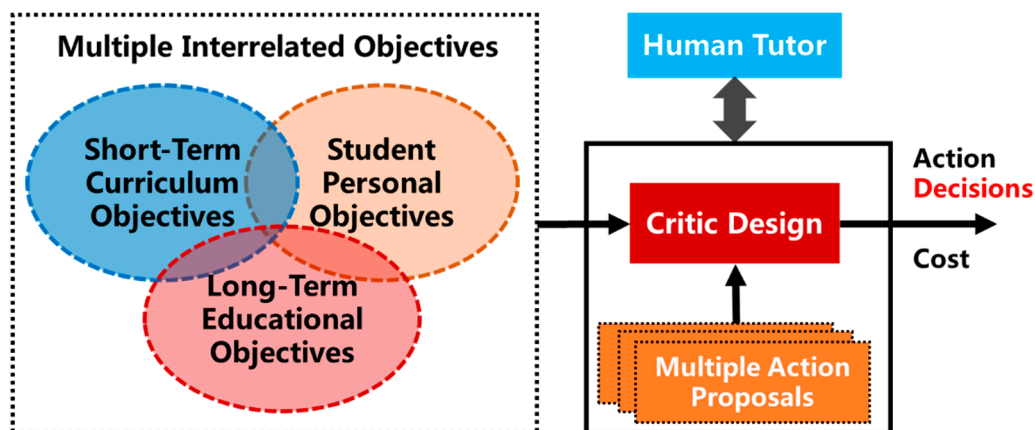 Multiple Interrelated Objectives
Short-Term
Curriculum
Objectives
Student
Personal
Objectives
Long-Term
Educational
Objectives
Human Tutor
Critic Design
Multiple Action
Proposals
Action
Decisions
Cost